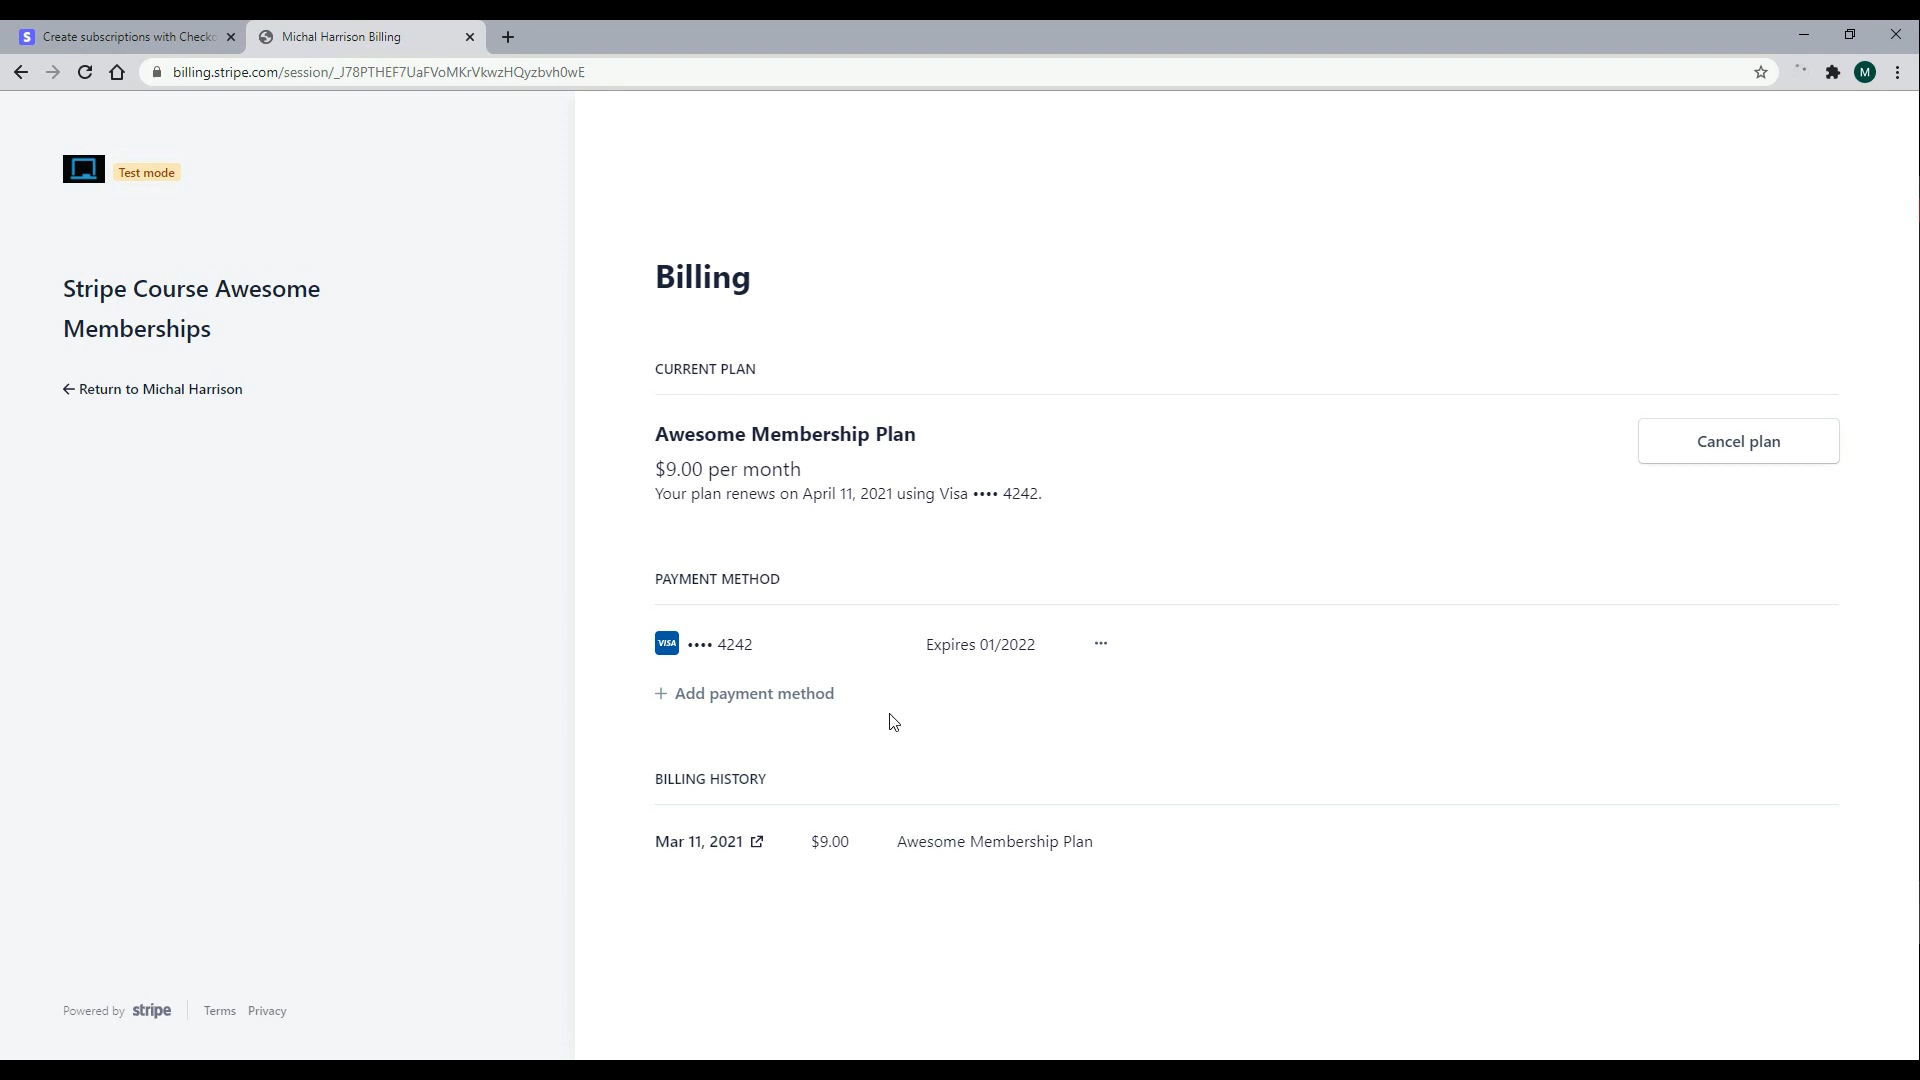 Create subscriptions with Checko
Michal Harrison Billing
billing.stripe.com/session/_J78PTHEF7UaFVoMKrVkwzHQyzbvh0wE
M
Test mode
Stripe Course Awesome
Memberships
← Return to Michal Harrison
Powered by stripe
Terms Privacy
Billing
CURRENT PLAN
Awesome Membership Plan
Cancel plan
$9.00 per month
Your plan renews on April 11, 2021 using Visa •••• 4242.
PAYMENT METHOD
VISA •••• 4242 Expires 01/2022 •••
+ Add payment method
BILLING HISTORY
Mar 11, 2021 $9.00 Awesome Membership Plan